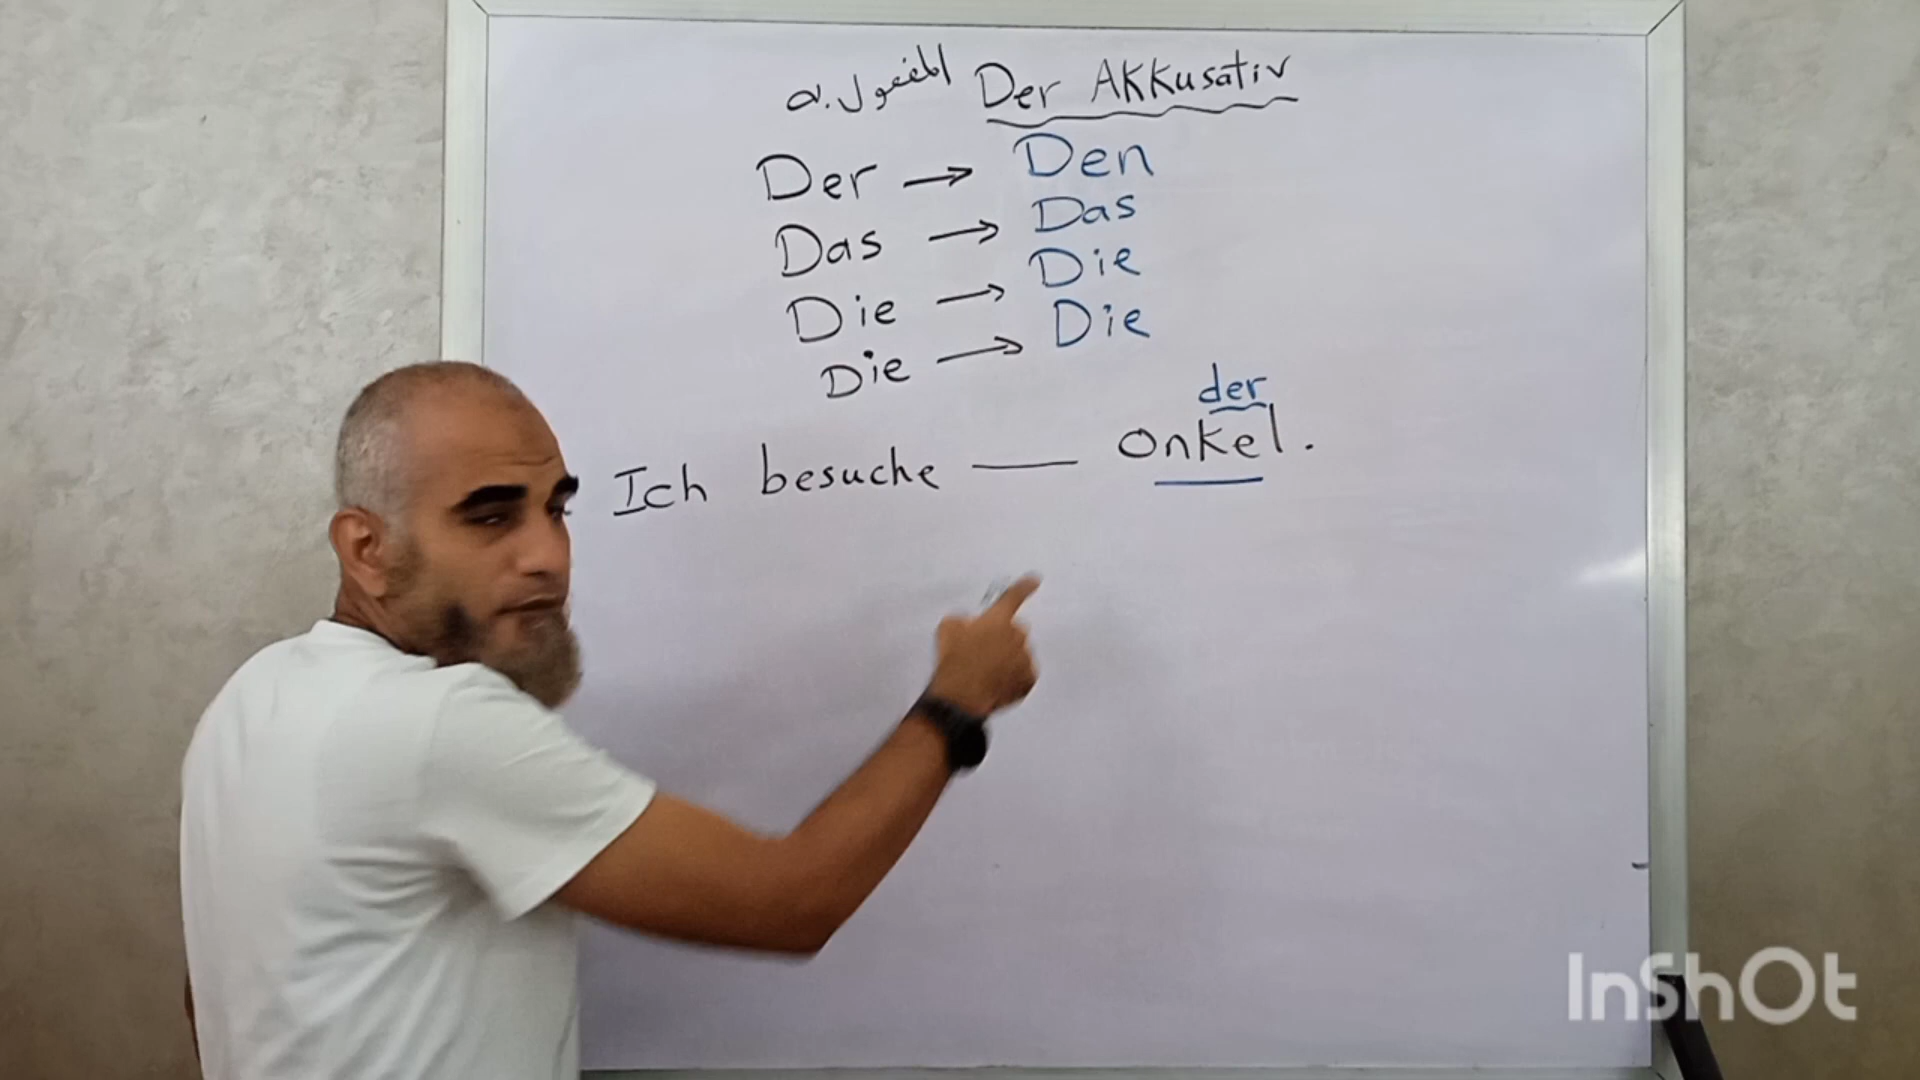 المفعول به Der Akkusativ
Der → Den
Das → Das
Die → Die
Die → Die
der
Ich besuche ___ Onkel.
InShOt